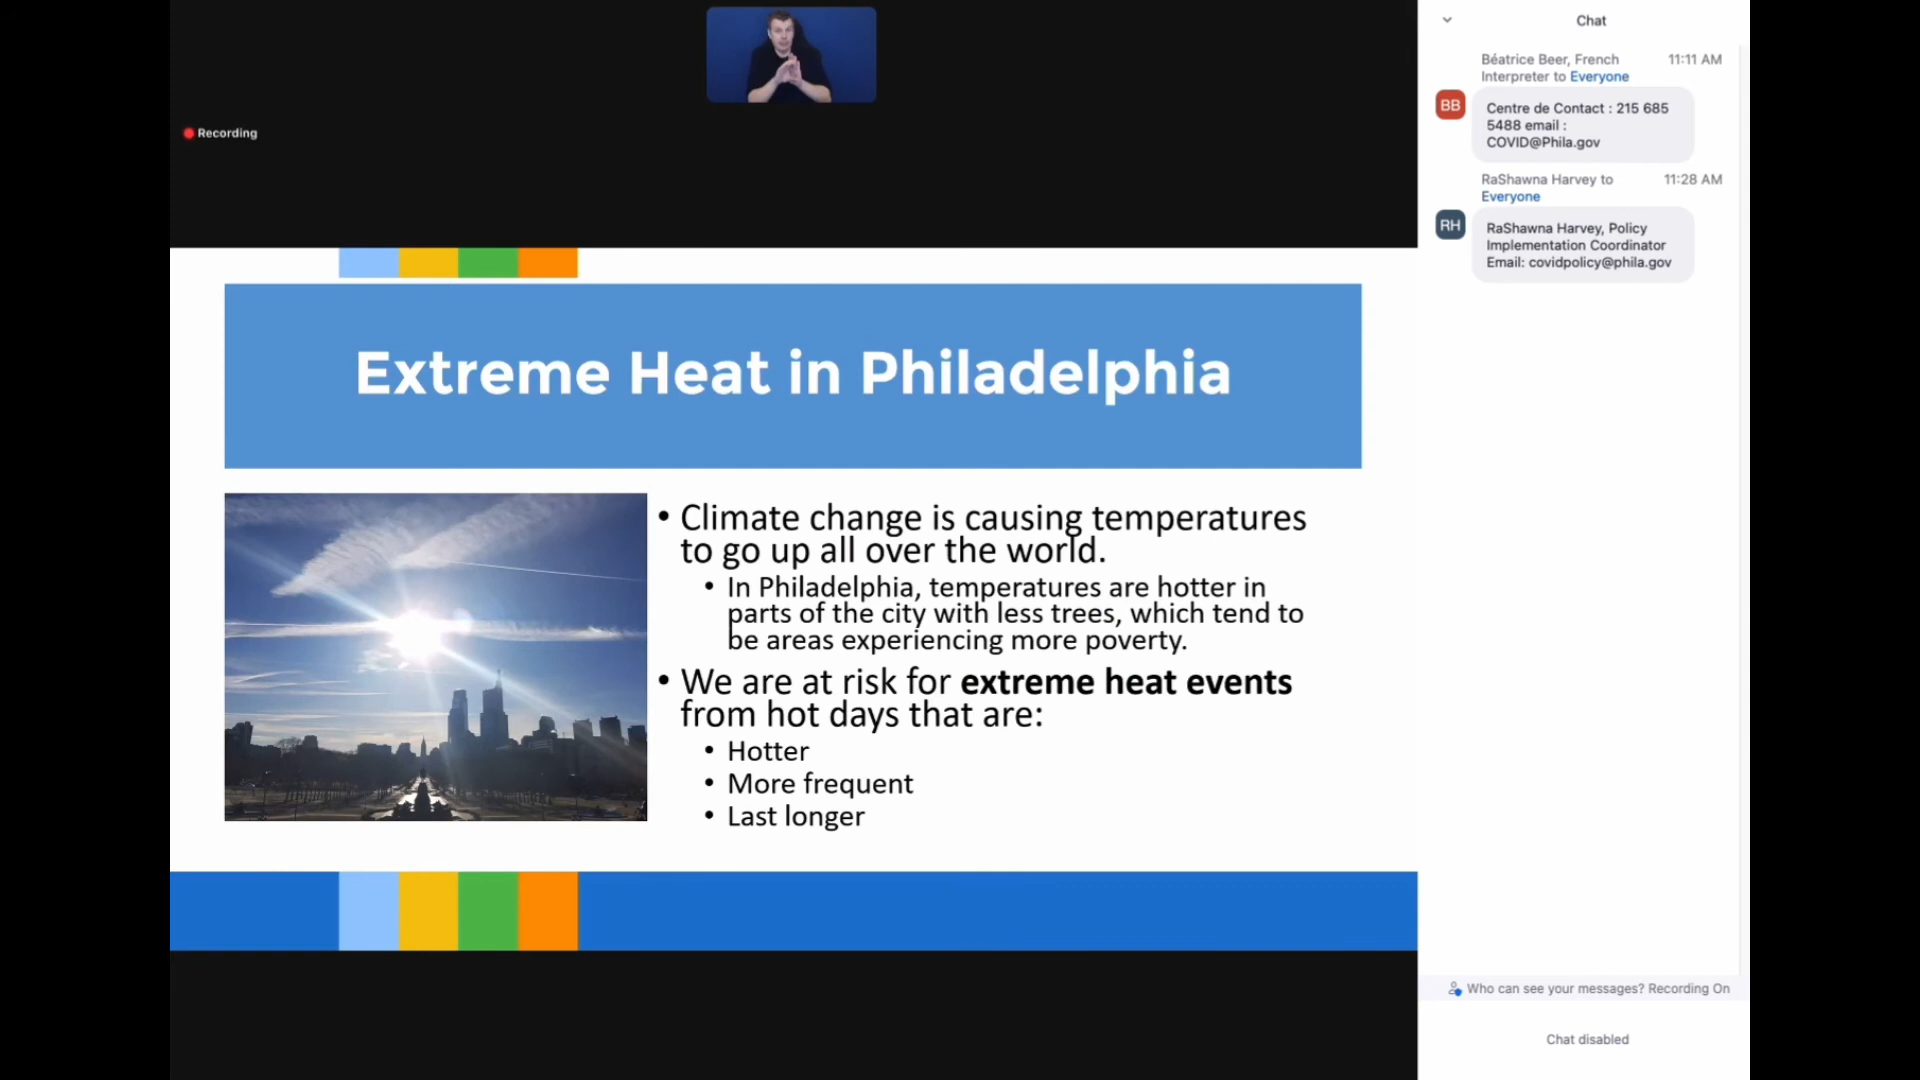 Recording
Extreme Heat in Philadelphia
• Climate change is causing temperatures
to go up all over the world.
• In Philadelphia, temperatures are hotter in
parts of the city with less trees, which tend to
be areas experiencing more poverty.
• We are at risk for extreme heat events
from hot days that are:
• Hotter
• More frequent
• Last longer
Chat
Béatrice Beer, French 11:11 AM
Interpreter to Everyone
BB
Centre de Contact : 215 685
5488 email :
COVID@Phila.gov
RaShawna Harvey to 11:28 AM
Everyone
RH
RaShawna Harvey, Policy
Implementation Coordinator
Email: covidpolicy@phila.gov
Who can see your messages? Recording On
Chat disabled